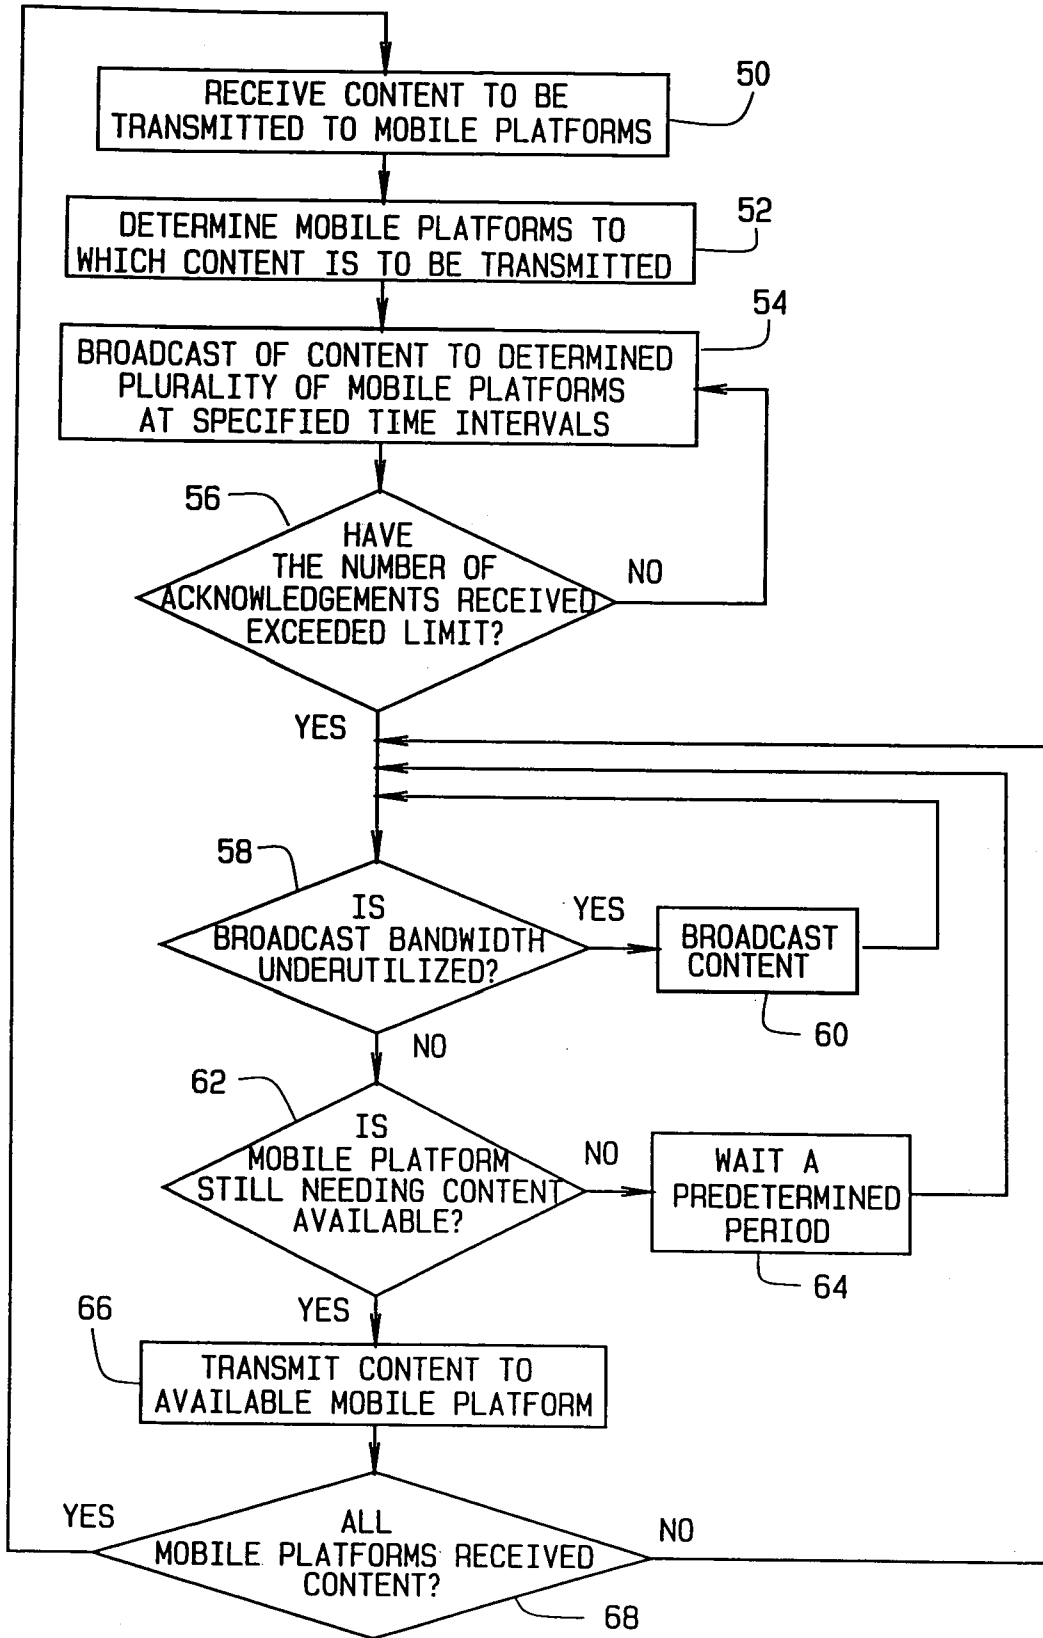 RECEIVE CONTENT TO BE
TRANSMITTED TO MOBILE PLATFORMS
50
DETERMINE MOBILE PLATFORMS TO
WHICH CONTENT IS TO BE TRANSMITTED
52
BROADCAST OF CONTENT TO DETERMINED
PLURALITY OF MOBILE PLATFORMS
AT SPECIFIED TIME INTERVALS
54
56
HAVE
THE NUMBER OF
ACKNOWLEDGEMENTS RECEIVED
EXCEEDED LIMIT?
NO
YES
58
IS
BROADCAST BANDWIDTH
UNDERUTILIZED?
YES
BROADCAST
CONTENT
60
NO
62
IS
MOBILE PLATFORM
STILL NEEDING CONTENT
AVAILABLE?
NO
WAIT A
PREDETERMINED
PERIOD
64
YES
66
TRANSMIT CONTENT TO
AVAILABLE MOBILE PLATFORM
YES
ALL
MOBILE PLATFORMS RECEIVED
CONTENT?
NO
68